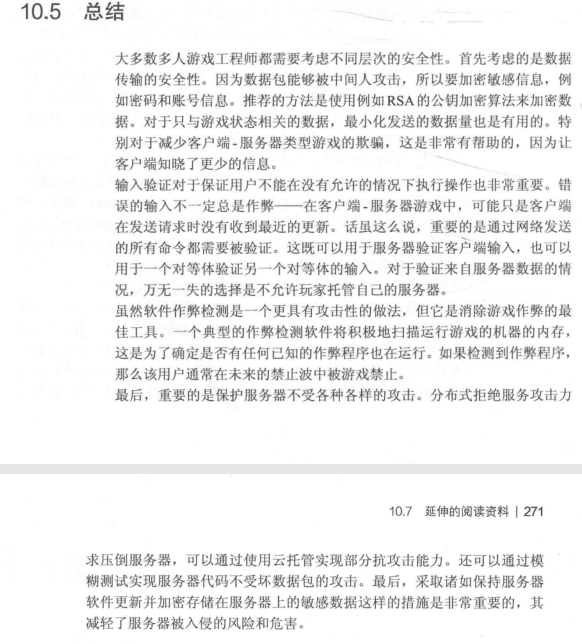 10.5 总结
大多数多人游戏工程师都需要考虑不同层次的安全性。首先考虑的是数据
传输的安全性。因为数据包能够被中间人攻击，所以要加密敏感信息，例
如密码和账号信息。推荐的方法是使用例如RSA的公钥加密算法来加密数
据。对于只与游戏状态相关的数据，最小化发送的数据量也是有用的。特
别对于减少客户端-服务器类型游戏的欺骗，这是非常有帮助的，因为让
客户端知晓了更少的信息。
输入验证对于保证用户不能在没有允许的情况下执行操作也非常重要。错
误的输入不一定总是作弊——在客户端-服务器游戏中，可能只是客户端
在发送请求时没有收到最近的更新。话虽这么说，重要的是通过网络发送
的所有命令都需要被验证。这既可以用于服务器验证客户端输入，也可以
用于一个对等体验证另一个对等体的输入。对于验证来自服务器数据的情
况，万无一失的选择是不允许玩家托管自己的服务器。
虽然软件作弊检测是一个更具有攻击性的做法，但它是消除游戏作弊的最
佳工具。一个典型的作弊检测软件将积极地扫描运行游戏的机器的内存，
这是为了确定是否有任何已知的作弊程序也在运行。如果检测到作弊程序，
那么该用户通常在未来的禁止波中被游戏禁止。
最后，重要的是保护服务器不受各种各样的攻击。分布式拒绝服务攻击力
10.7 延伸的阅读资料 | 271
求压倒服务器，可以通过使用云托管实现部分抗攻击能力。还可以通过模
糊测试实现服务器代码不受坏数据包的攻击。最后，采取诸如保持服务器
软件更新并加密存储在服务器上的敏感数据这样的措施是非常重要的，其
减轻了服务器被入侵的风险和危害。